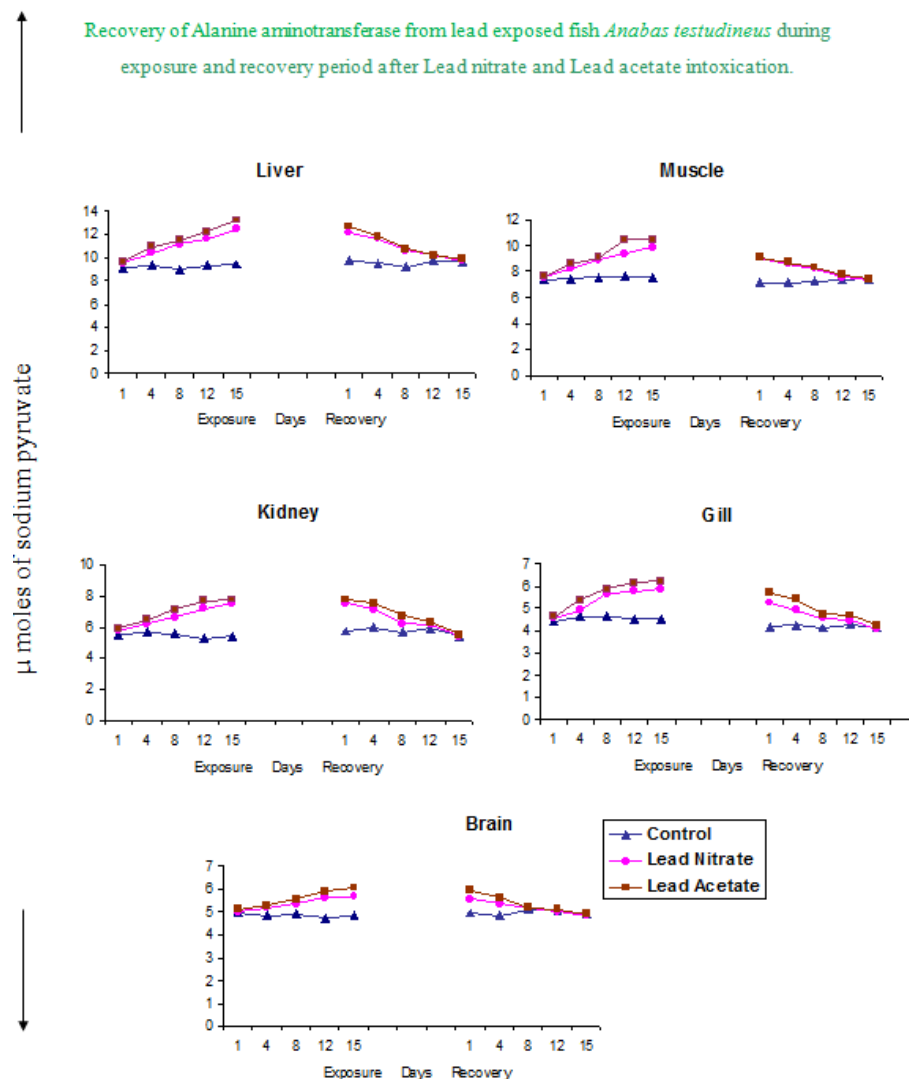 Recovery of Alanine aminotransferase from lead exposed fish Anabas testudineus during
exposure and recovery period after Lead nitrate and Lead acetate intoxication.
μ moles of sodium pyruvate
Liver
14
12
10
8
6
4
2
0
1 4 8 12 15 1 4 8 12 15
Exposure Days Recovery
Muscle
12
10
8
6
4
2
0
1 4 8 12 15 1 4 8 12 15
Exposure Days Recovery
Kidney
10
8
6
4
2
0
1 4 8 12 15 1 4 8 12 15
Exposure Days Recovery
Gill
7
6
5
4
3
2
1
0
1 4 8 12 15 1 4 8 12 15
Exposure Days Recovery
Brain
7
6
5
4
3
2
1
0
1 4 8 12 15 1 4 8 12 15
Exposure Days Recovery
Control
Lead Nitrate
Lead Acetate